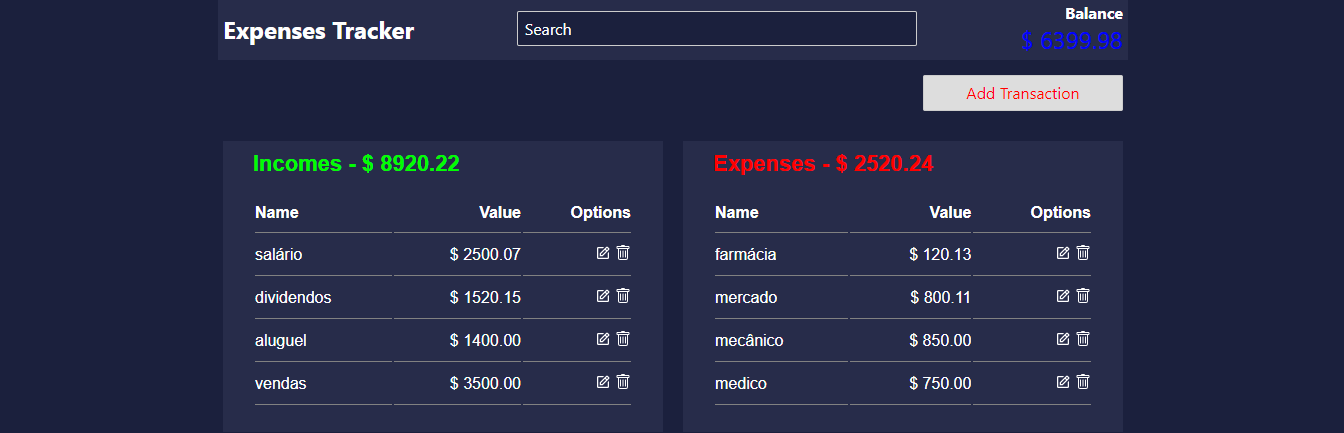 Expenses Tracker
Search
Balance
$ 6399.98
Add Transaction
Incomes - $ 8920.22
Name Value Options
salário $ 2500.07
dividendos $ 1520.15
aluguel $ 1400.00
vendas $ 3500.00
Expenses - $ 2520.24
Name Value Options
farmácia $ 120.13
mercado $ 800.11
mecânico $ 850.00
medico $ 750.00